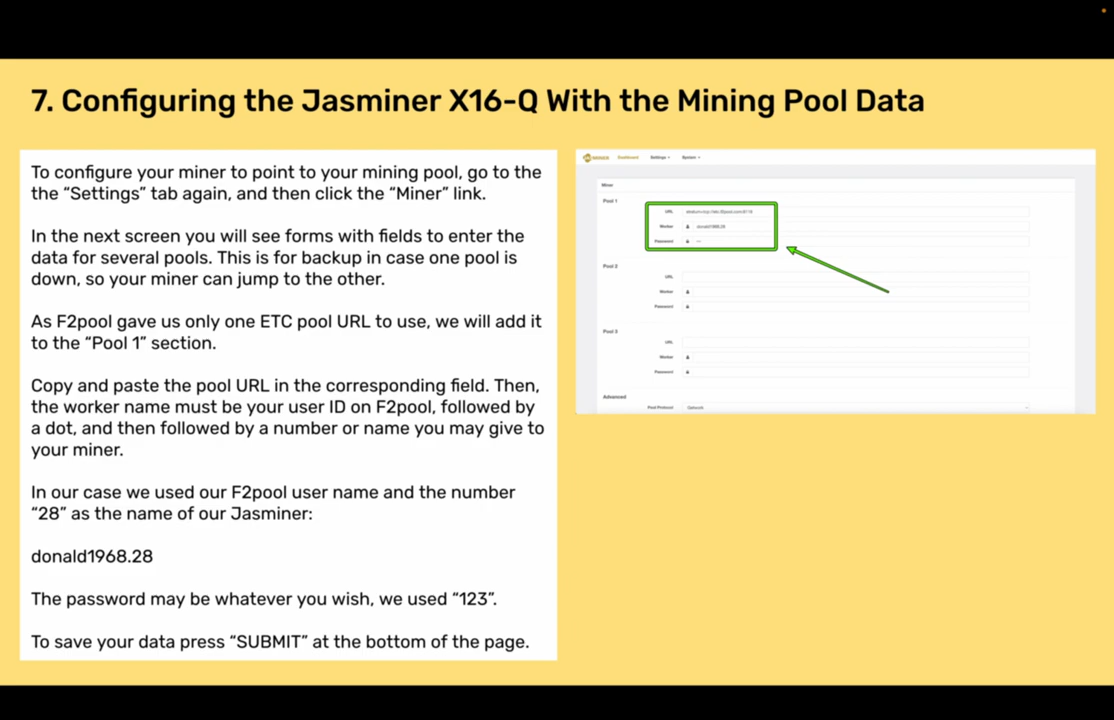 7. Configuring the Jasminer X16-Q With the Mining Pool Data
To configure your miner to point to your mining pool, go to the
the “Settings” tab again, and then click the “Miner” link.
In the next screen you will see forms with fields to enter the
data for several pools. This is for backup in case one pool is
down, so your miner can jump to the other.
As F2pool gave us only one ETC pool URL to use, we will add it
to the “Pool 1” section.
Copy and paste the pool URL in the corresponding field. Then,
the worker name must be your user ID on F2pool, followed by
a dot, and then followed by a number or name you may give to
your miner.
In our case we used our F2pool user name and the number
“28” as the name of our Jasminer:
donald1968.28
The password may be whatever you wish, we used “123”.
To save your data press “SUBMIT” at the bottom of the page.
Dashboard Settings System
Miner
Pool 1
URL
Worker donald1968.28
Password
Pool 2
URL
Worker
Password
Pool 3
URL
Worker
Password
Advanced
Pool Protocol